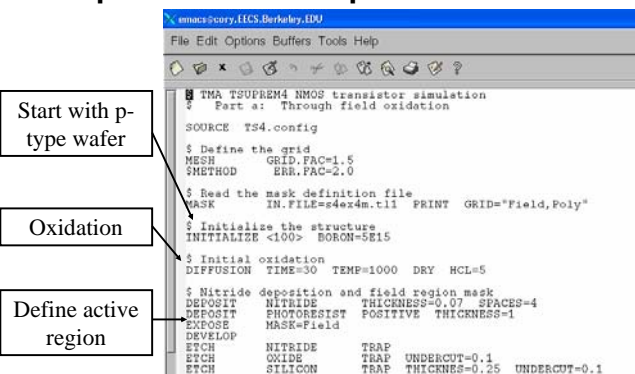 emacs@cory.EECS.Berkeley.EDU
File Edit Options Buffers Tools Help
$ TMA TSUPREM4 NMOS transistor simulation
$ Part a: Through field oxidation
SOURCE TS4.config
$ Define the grid
MESH GRID.FAC=1.5
$METHOD ERR.FAC=2.0
$ Read the mask definition file
MASK IN.FILE=s4ex4m.tl1 PRINT GRID="Field,Poly"
$ Initialize the structure
INITIALIZE <100> BORON=5E15
$ Initial oxidation
DIFFUSION TIME=30 TEMP=1000 DRY HCL=5
$ Nitride deposition and field region mask
DEPOSIT NITRIDE THICKNESS=0.07 SPACES=4
DEPOSIT PHOTORESIST POSITIVE THICKNESS=1
EXPOSE MASK=Field
DEVELOP
ETCH NITRIDE TRAP
ETCH OXIDE TRAP UNDERCUT=0.1
ETCH SILICON TRAP THICKNES=0.25 UNDERCUT=0.1
Start with p-
type wafer
Oxidation
Define active
region